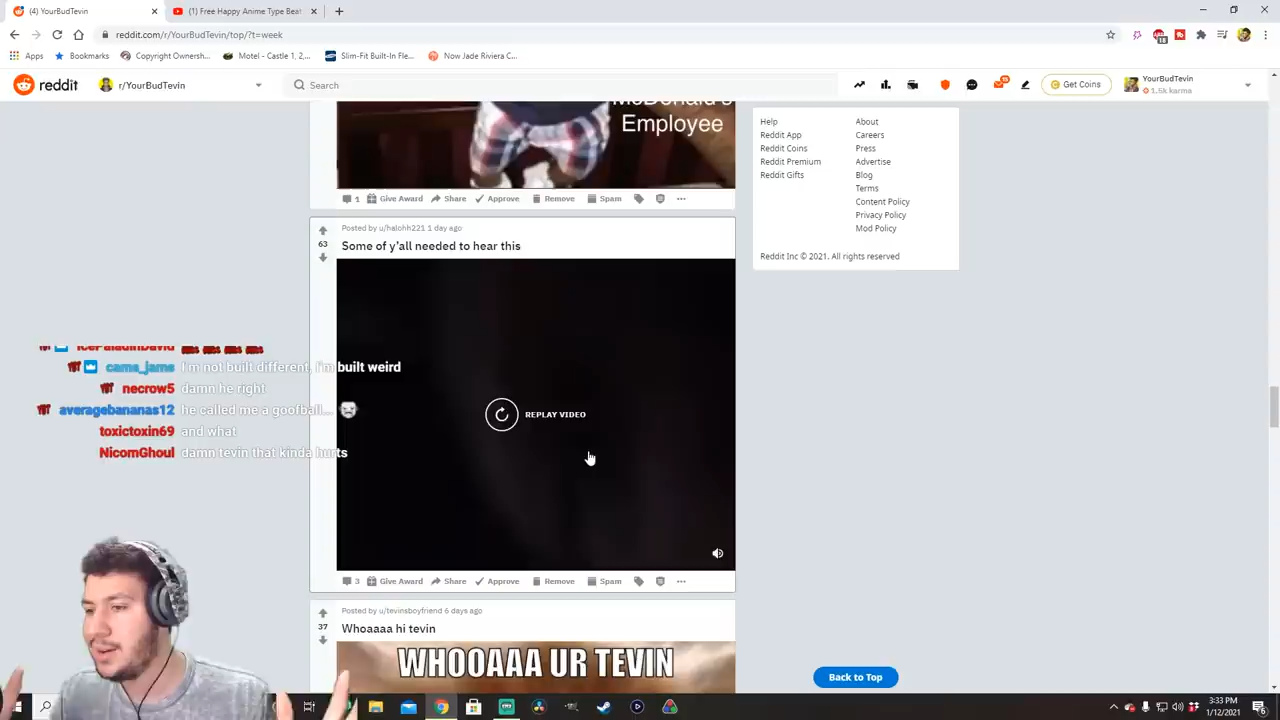 (4) YourBudTevin
(1) Free Happy Anime Type Beat
reddit.com/r/YourBudTevin/top/?t=week
Apps
Bookmarks
Copyright Ownersh...
Motel - Castle 1, 2,...
Slim-Fit Built-In Fle...
Now Jade Riviera C...
reddit
r/YourBudTevin
Search
15
Get Coins
YourBudTevin
1.5k karma
McDonald's
Employee
1 Give Award Share Approve Remove Spam ...
Help
About
Reddit App
Careers
Reddit Coins
Press
Reddit Premium
Advertise
Reddit Gifts
Blog
Terms
Content Policy
Privacy Policy
Mod Policy
Reddit Inc © 2021. All rights reserved
Posted by u/halohh221 1 day ago
63
Some of y'all needed to hear this
REPLAY VIDEO
IcePaladinDavid
cams_jams I'm not built different, I'm built weird
necrow5 damn he right
averagebananas12 he called me a goofball...
toxictoxin69 and what
NicomGhoul damn tevin that kinda hurts
3 Give Award Share Approve Remove Spam ...
Posted by u/tevinsboyfriend 6 days ago
37
Whoaaaa hi tevin
WHOOAAA UR TEVIN
Back to Top
3:33 PM
1/12/2021